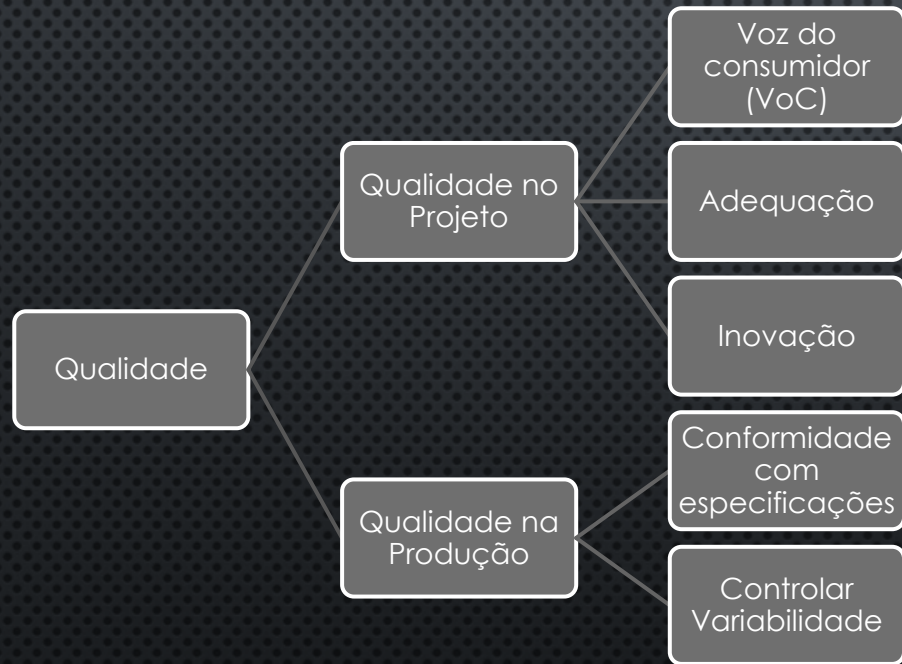 Voz do
consumidor
(VoC)
Qualidade no
Projeto
Adequação
Inovação
Qualidade
Conformidade
com
especificações
Qualidade na
Produção
Controlar
Variabilidade